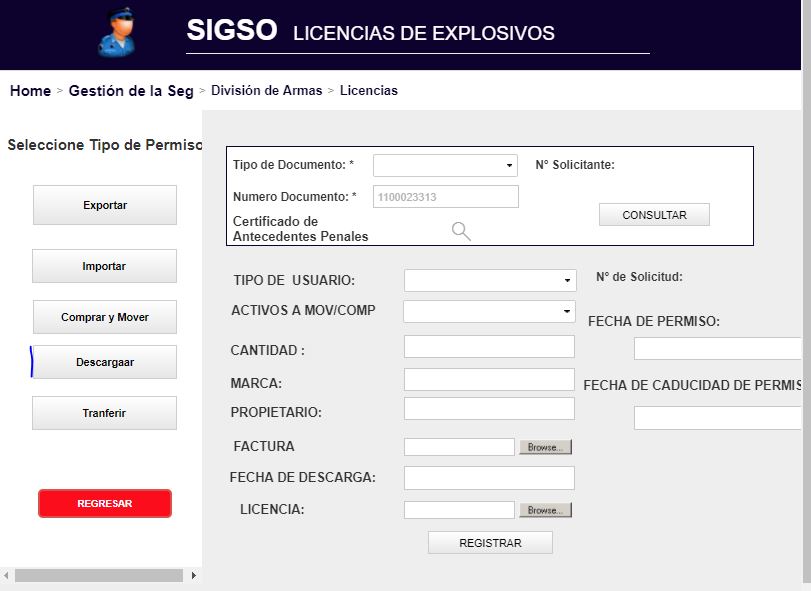 SIGSO LICENCIAS DE EXPLOSIVOS
Home > Gestión de la Seg > División de Armas > Licencias
Seleccione Tipo de Permiso
Exportar
Importar
Comprar y Mover
Descargaar
Tranferir
REGRESAR
Tipo de Documento: * N° Solicitante:
Numero Documento: * 1100023313
Certificado de
Antecedentes Penales
CONSULTAR
TIPO DE USUARIO: N° de Solicitud:
ACTIVOS A MOV/COMP
FECHA DE PERMISO:
CANTIDAD :
MARCA: FECHA DE CADUCIDAD DE PERMIS
PROPIETARIO:
FACTURA Browse...
FECHA DE DESCARGA:
LICENCIA: Browse...
REGISTRAR